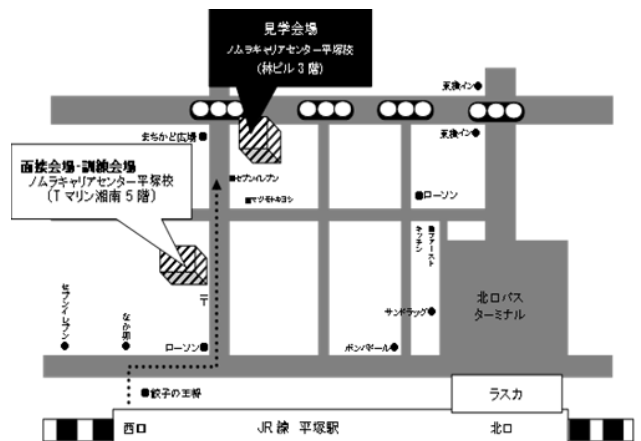 見学会場
ノムラキャリアセンター平塚校
(林ビル3階)
東横イン
まちかど広場
東横イン
面接会場・訓練会場
ノムラキャリアセンター平塚校
(Tマリン湘南5階)
セブンイレブン
マツモトキヨシ
ローソン
ファースト
キッチン
〒
北口バス
ターミナル
セブンイレブン
なか卯
サンドラッグ
ローソン
ポンパドール
餃子の王将
ラスカ
西口
JR線 平塚駅
北口